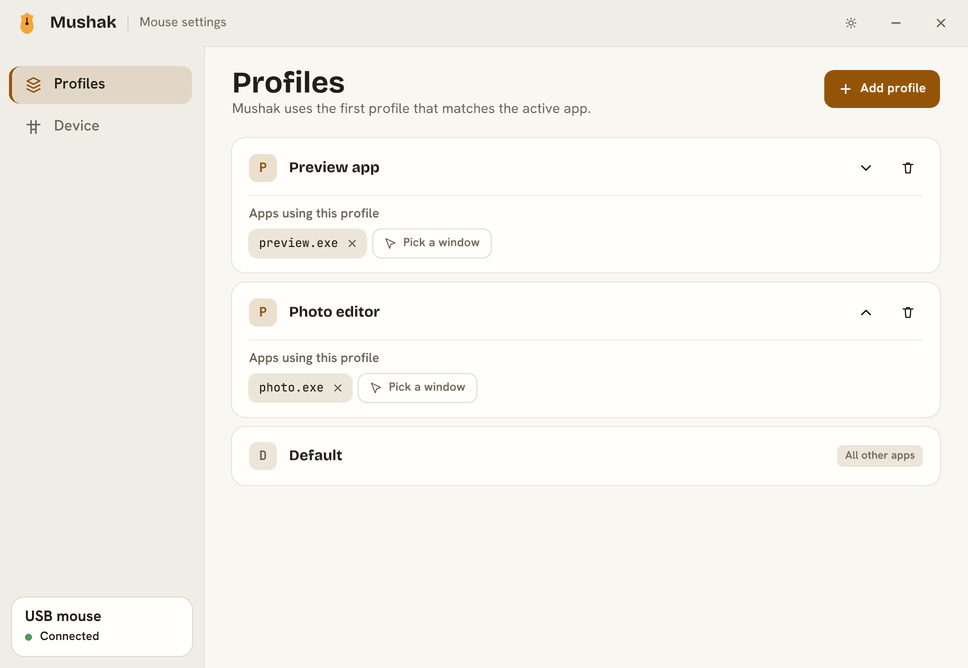 Mushak
Mouse settings
Profiles
Device
Profiles
Mushak uses the first profile that matches the active app.
Add profile
P
Preview app
Apps using this profile
preview.exe
Pick a window
P
Photo editor
Apps using this profile
photo.exe
Pick a window
D
Default
All other apps
USB mouse
Connected